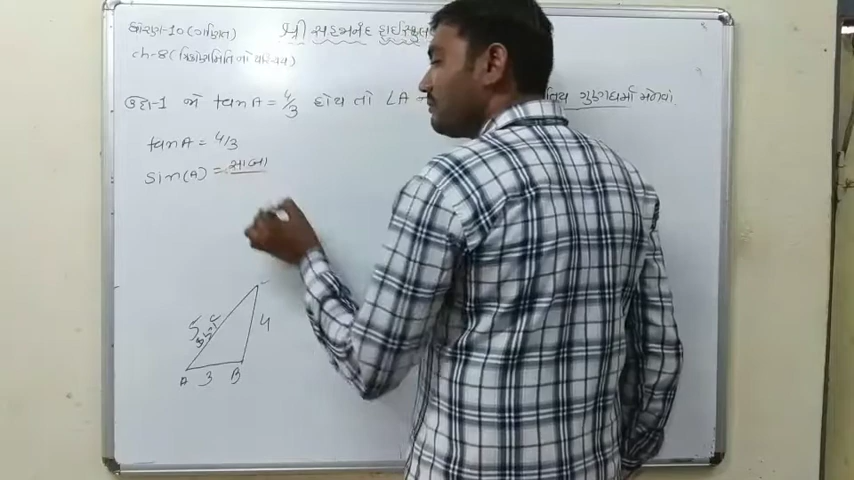 ધોરણ-10 (ગણિત)
શ્રી સહજાનંદ હાઈસ્કૂલ
ch-8 ( ત્રિકોણમિતિનો પરિચય )
ઉદા-1 જો tanA = 4/3 હોય તો ∠A ગુણધર્મો મેળવો.
tanA = 4/3
sin(A) = સાબા
C
5
કર્ણ
4
A 3 B